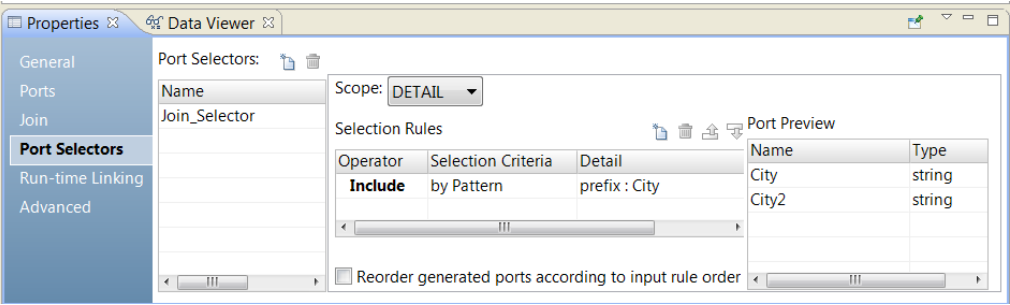 Properties Data Viewer
General
Ports
Join
Port Selectors
Run-time Linking
Advanced
Port Selectors:
Name
Join_Selector
Scope: DETAIL
Selection Rules
Operator Selection Criteria Detail
Include by Pattern prefix : City
Reorder generated ports according to input rule order
Port Preview
Name Type
City string
City2 string